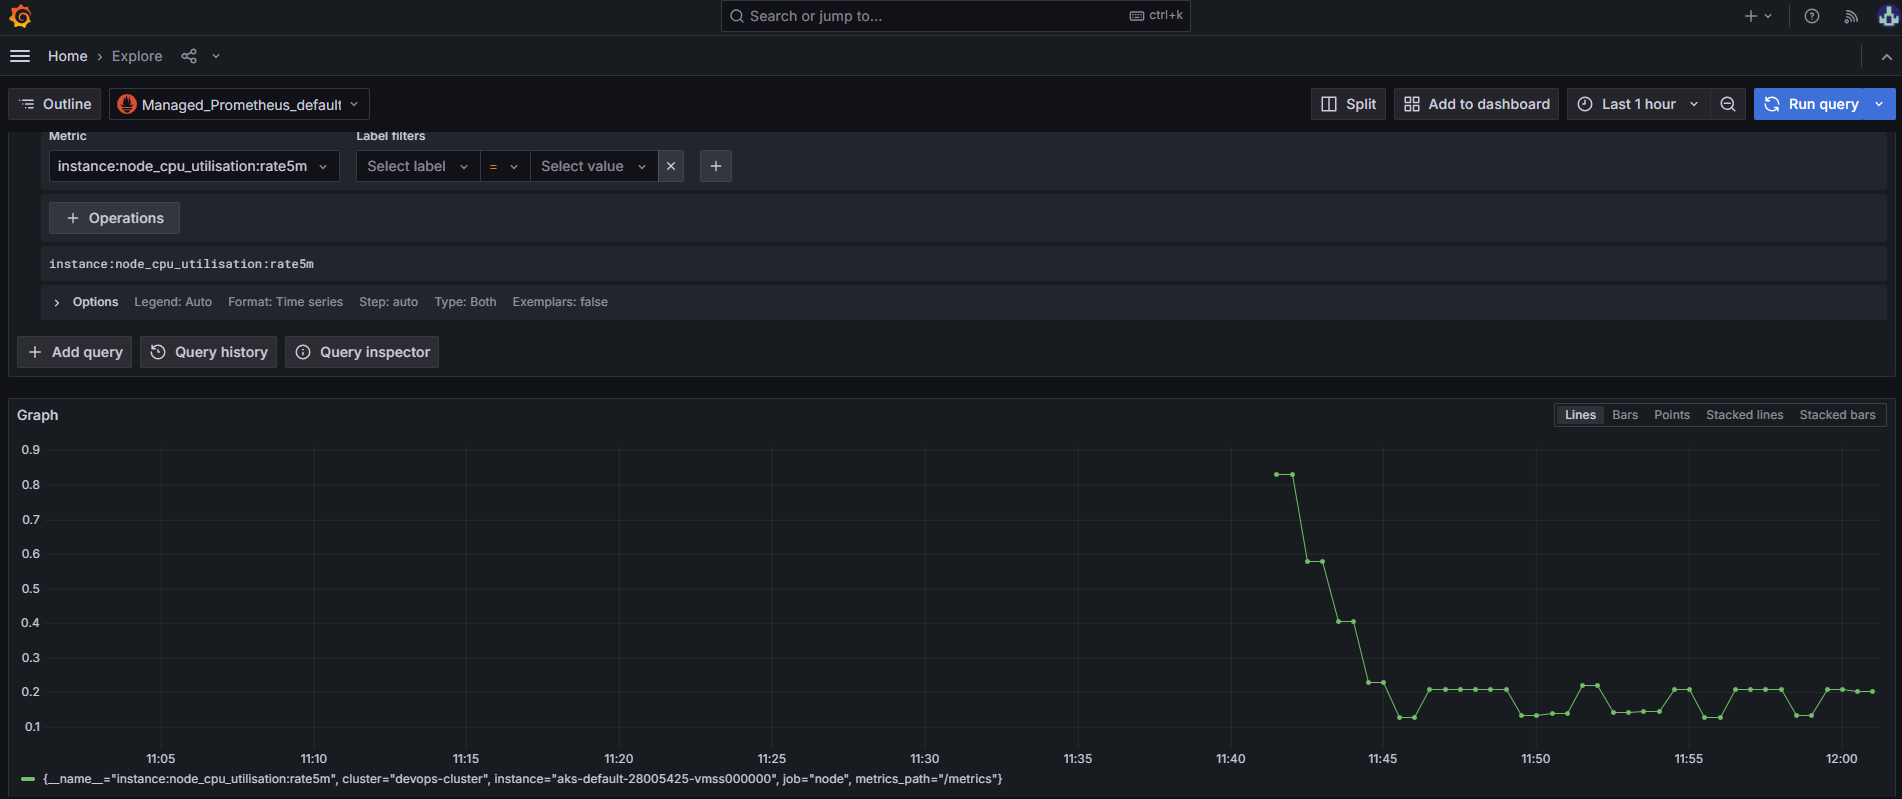 Search or jump to...
ctrl+k
Home › Explore
Outline
Managed_Prometheus_default
Split
Add to dashboard
Last 1 hour
Run query
Metric
Label filters
instance:node_cpu_utilisation:rate5m
Select label
=
Select value
+ Operations
instance:node_cpu_utilisation:rate5m
Options Legend: Auto Format: Time series Step: auto Type: Both Exemplars: false
+ Add query
Query history
Query inspector
Graph
Lines Bars Points Stacked lines Stacked bars
0.9
0.8
0.7
0.6
0.5
0.4
0.3
0.2
0.1
11:05 11:10 11:15 11:20 11:25 11:30 11:35 11:40 11:45 11:50 11:55 12:00
{__name__="instance:node_cpu_utilisation:rate5m", cluster="devops-cluster", instance="aks-default-28005425-vmss000000", job="node", metrics_path="/metrics"}